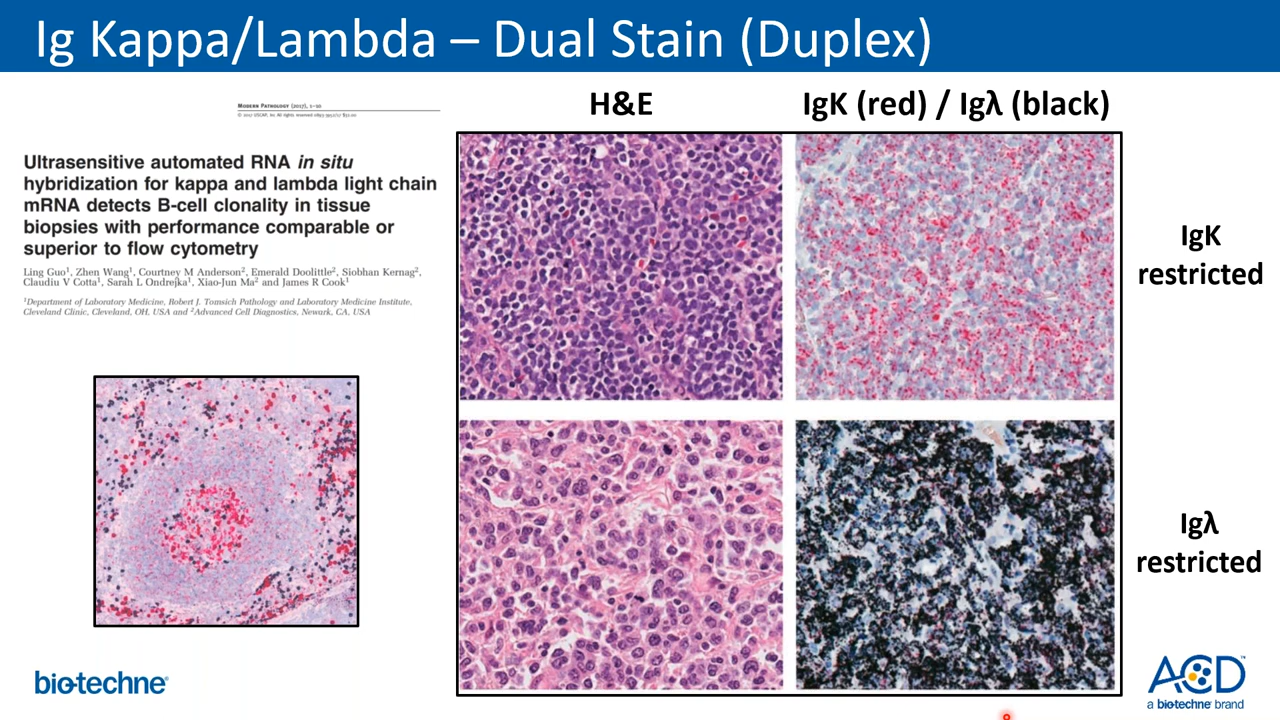 Ig Kappa/Lambda – Dual Stain (Duplex)
MODERN PATHOLOGY (2017), 1–10
Ultrasensitive automated RNA in situ
hybridization for kappa and lambda light chain
mRNA detects B-cell clonality in tissue
biopsies with performance comparable or
superior to flow cytometry
Ling Guo¹, Zhen Wang¹, Courtney M Anderson², Emerald Doolittle², Siobhan Kernag²,
Claudiu V Cotta¹, Sarah L Ondrejka¹, Xiao-Jun Ma² and James R Cook¹
¹Department of Laboratory Medicine, Robert J. Tomsich Pathology and Laboratory Medicine Institute,
Cleveland Clinic, Cleveland, OH, USA and ²Advanced Cell Diagnostics, Newark, CA, USA
H&E
IgK (red) / Igλ (black)
IgK
restricted
Igλ
restricted
bio-techne®
ACD™
a bio-techne® brand